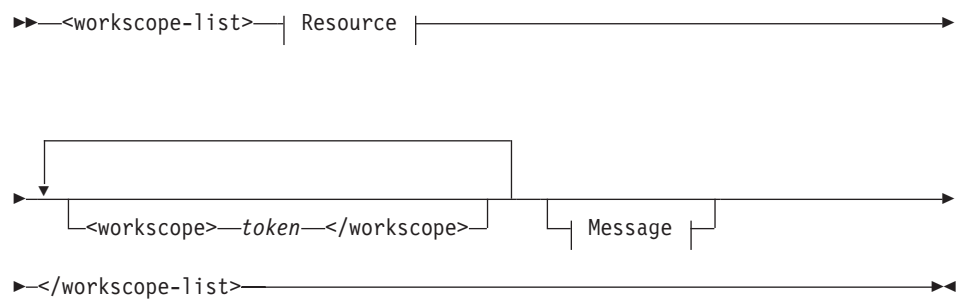 <workscope-list> Resource
<workscope> token </workscope> Message
</workscope-list>